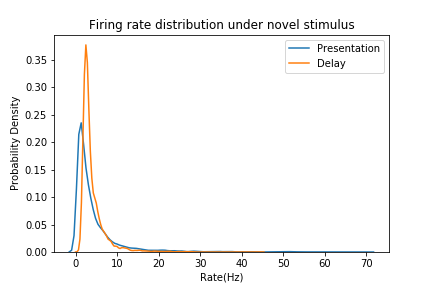 Firing rate distribution under novel stimulus
Presentation
Delay
Probability Density
0.35
0.30
0.25
0.20
0.15
0.10
0.05
0.00
0 10 20 30 40 50 60 70
Rate(Hz)